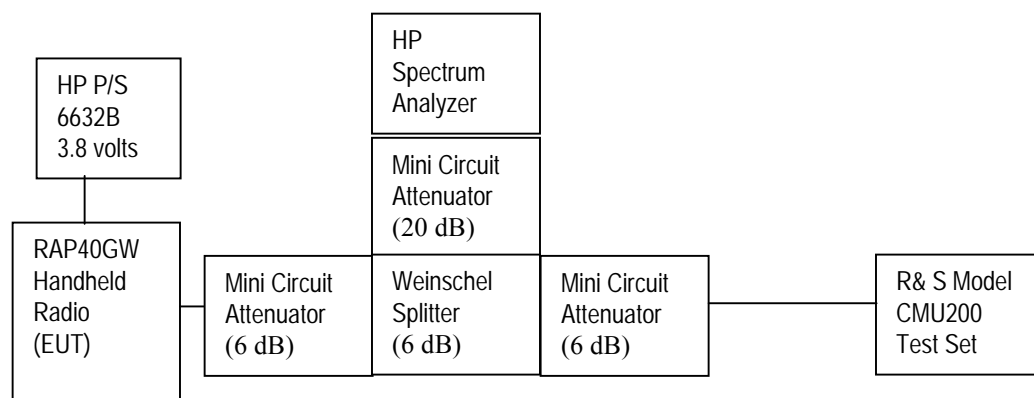 HP
Spectrum
Analyzer
HP P/S
6632B
3.8 volts
Mini Circuit
Attenuator
(20 dB)
RAP40GW
Handheld
Radio
(EUT)
Mini Circuit
Attenuator
(6 dB)
Weinschel
Splitter
(6 dB)
Mini Circuit
Attenuator
(6 dB)
R& S Model
CMU200
Test Set